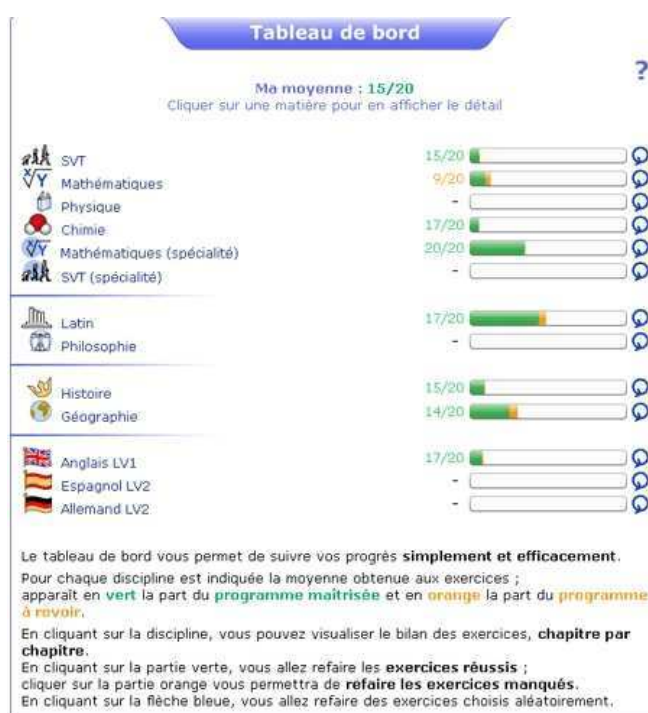 Tableau de bord
?
Ma moyenne : 15/20
Cliquer sur une matière pour en afficher le détail
SVT 15/20
Mathématiques 9/20
Physique -
Chimie 17/20
Mathématiques (spécialité) 20/20
SVT (spécialité) -
Latin 17/20
Philosophie -
Histoire 15/20
Géographie 14/20
Anglais LV1 17/20
Espagnol LV2 -
Allemand LV2 -
Le tableau de bord vous permet de suivre vos progrès simplement et efficacement.
Pour chaque discipline est indiquée la moyenne obtenue aux exercices ;
apparaît en vert la part du programme maîtrisée et en orange la part du programme
à revoir.
En cliquant sur la discipline, vous pouvez visualiser le bilan des exercices, chapitre par
chapitre.
En cliquant sur la partie verte, vous allez refaire les exercices réussis ;
cliquer sur la partie orange vous permettra de refaire les exercices manqués.
En cliquant sur la flèche bleue, vous allez refaire des exercices choisis aléatoirement.